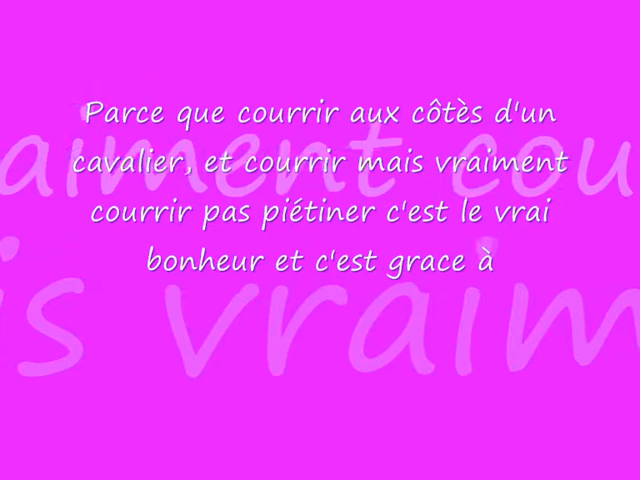 Parce que courrir aux côtès d'un
cavalier, et courrir mais vraiment
courrir pas piétiner c'est le vrai
bonheur et c'est grace à
aiment cou
is vraim